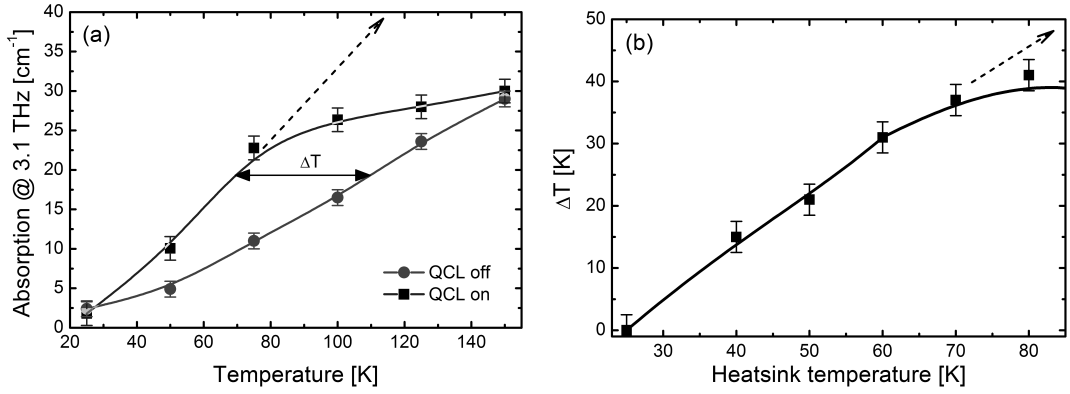 (a)
Absorption @ 3.1 THz [cm⁻¹]
40
35
30
25
20
15
10
5
0
ΔT
QCL off
QCL on
20 40 60 80 100 120 140
Temperature [K]
(b)
ΔT [K]
50
40
30
20
10
0
30 40 50 60 70 80
Heatsink temperature [K]